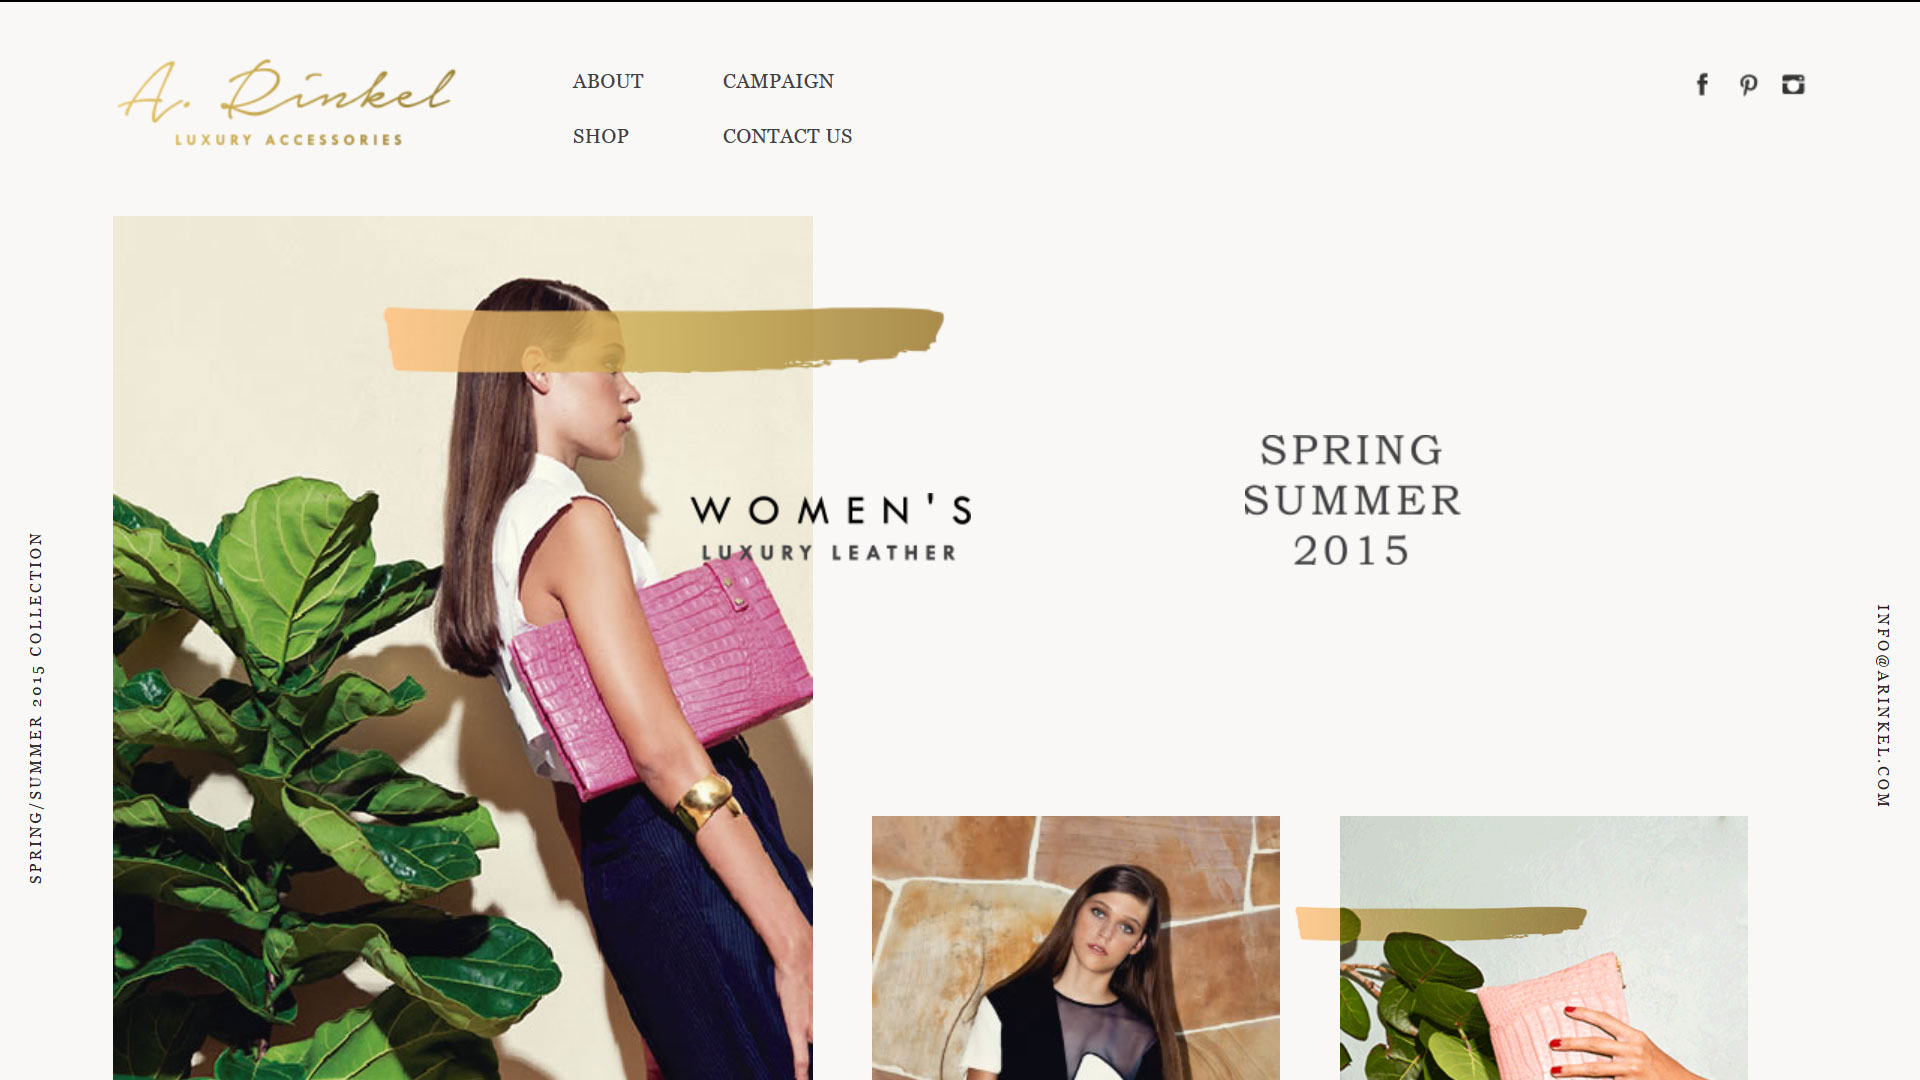 A. Rinkel
LUXURY ACCESSORIES
ABOUT
CAMPAIGN
SHOP
CONTACT US
WOMEN'S
LUXURY LEATHER
SPRING
SUMMER
2015
SPRING/SUMMER 2015 COLLECTION
INFO@ARINKEL.COM